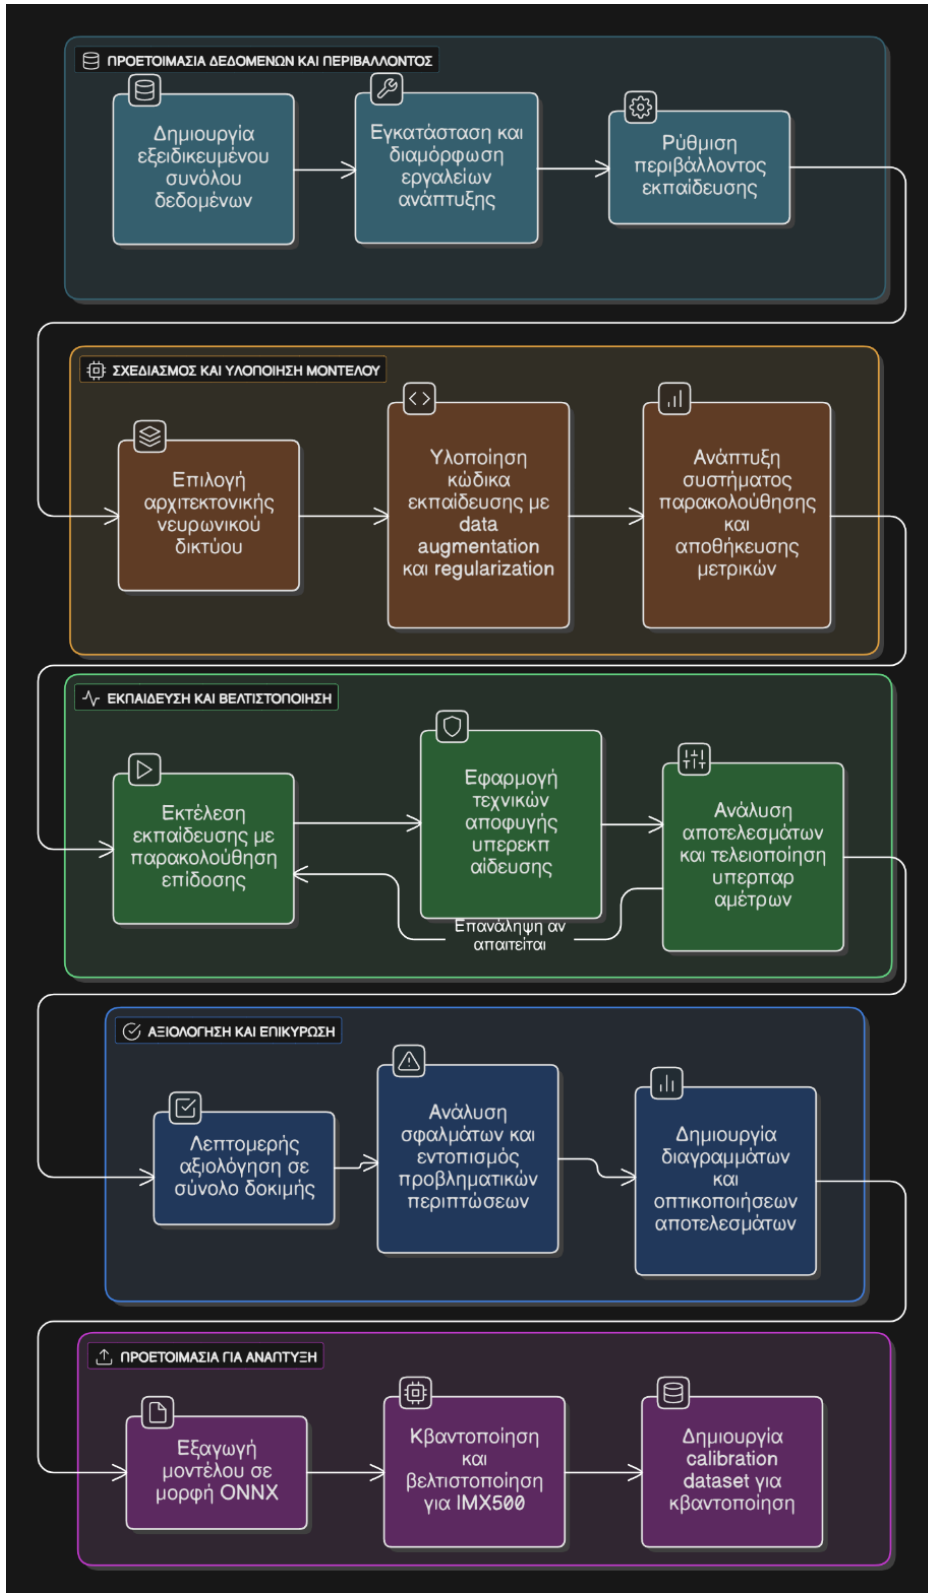 ΠΡΟΕΤΟΙΜΑΣΙΑ ΔΕΔΟΜΕΝΩΝ ΚΑΙ ΠΕΡΙΒΑΛΛΟΝΤΟΣ
Δημιουργία
εξειδικευμένου
συνόλου
δεδομένων
Εγκατάσταση και
διαμόρφωση
εργαλείων
ανάπτυξης
Ρύθμιση
περιβάλλοντος
εκπαίδευσης
ΣΧΕΔΙΑΣΜΟΣ ΚΑΙ ΥΛΟΠΟΙΗΣΗ ΜΟΝΤΕΛΟΥ
Επιλογή
αρχιτεκτονικής
νευρωνικού
δικτύου
Υλοποίηση
κώδικα
εκπαίδευσης με
data
augmentation
και regularization
Ανάπτυξη
συστήματος
παρακολούθησης
και
αποθήκευσης
μετρικών
ΕΚΠΑΙΔΕΥΣΗ ΚΑΙ ΒΕΛΤΙΣΤΟΠΟΙΗΣΗ
Εκτέλεση
εκπαίδευσης με
παρακολούθηση
επίδοσης
Εφαρμογή
τεχνικών
αποφυγής
υπερεκπ
αίδευσης
Ανάλυση
αποτελεσμάτων
και τελειοποίηση
υπερπαρ
αμέτρων
Επανάληψη αν
απαιτείται
ΑΞΙΟΛΟΓΗΣΗ ΚΑΙ ΕΠΙΚΥΡΩΣΗ
Λεπτομερής
αξιολόγηση σε
σύνολο δοκιμής
Ανάλυση
σφαλμάτων και
εντοπισμός
προβληματικών
περιπτώσεων
Δημιουργία
διαγραμμάτων
και
οπτικοποιήσεων
αποτελεσμάτων
ΠΡΟΕΤΟΙΜΑΣΙΑ ΓΙΑ ΑΝΑΠΤΥΞΗ
Εξαγωγή
μοντέλου σε
μορφή ONNX
Κβαντοποίηση
και
βελτιστοποίηση
για IMX500
Δημιουργία
calibration
dataset για
κβαντοποίηση